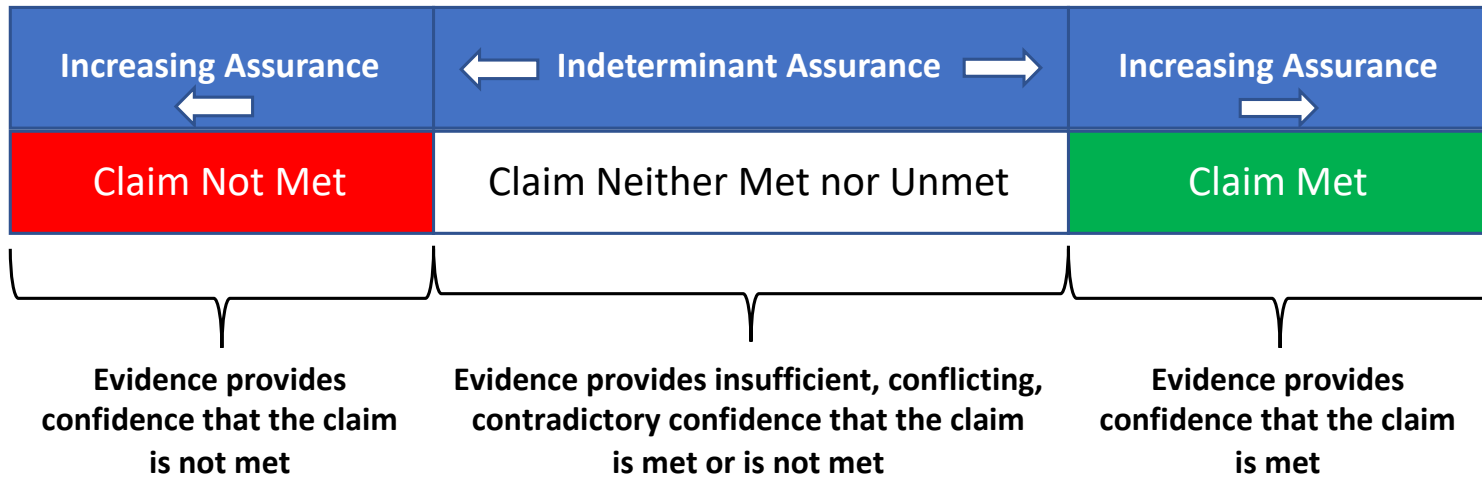 Increasing Assurance
Indeterminant Assurance
Increasing Assurance
Claim Not Met
Claim Neither Met nor Unmet
Claim Met
Evidence provides
confidence that the claim
is not met
Evidence provides insufficient, conflicting,
contradictory confidence that the claim
is met or is not met
Evidence provides
confidence that the claim
is met